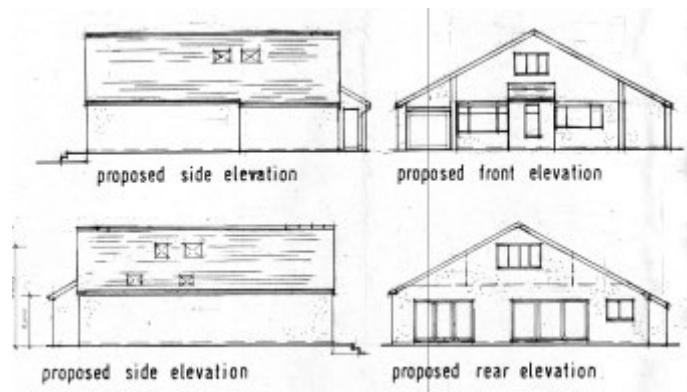 proposed side elevation
proposed front elevation
proposed side elevation
proposed rear elevation.